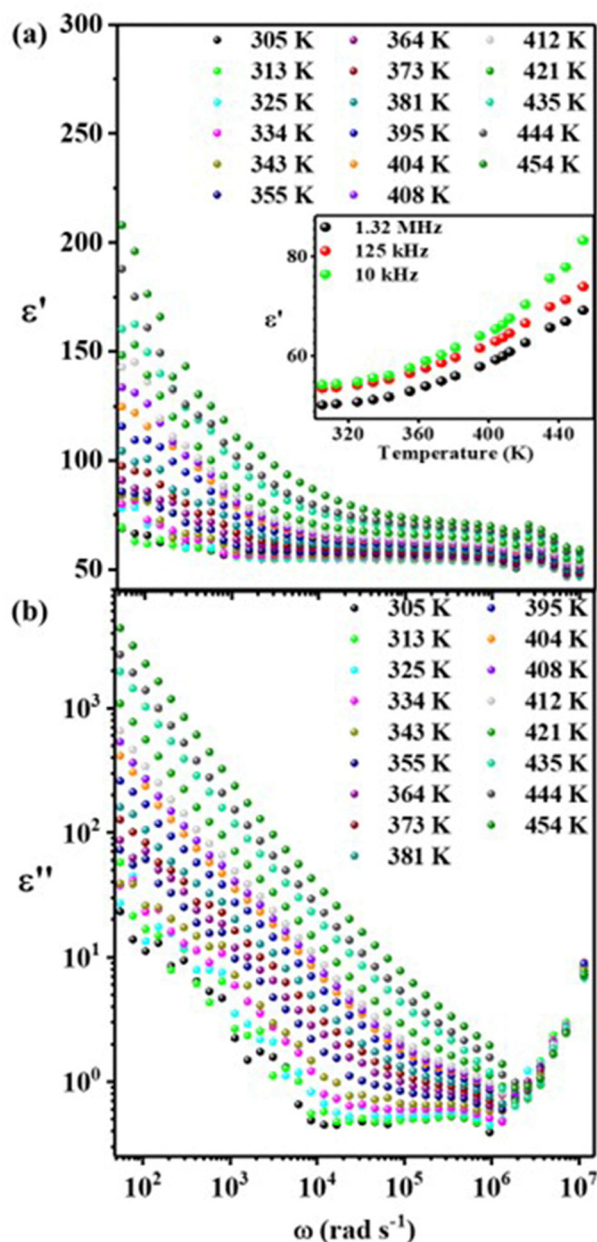 (a)
300
250
200
150
100
50
ε'
305 K 364 K 412 K
313 K 373 K 421 K
325 K 381 K 435 K
334 K 395 K 444 K
343 K 404 K 454 K
355 K 408 K
1.32 MHz
125 kHz
10 kHz
80
60
ε'
320 360 400 440
Temperature (K)
(b)
10³
10²
10¹
10⁰
ε''
305 K 395 K
313 K 404 K
325 K 408 K
334 K 412 K
343 K 421 K
355 K 435 K
364 K 444 K
373 K 454 K
381 K
10² 10³ 10⁴ 10⁵ 10⁶ 10⁷
ω (rad s⁻¹)